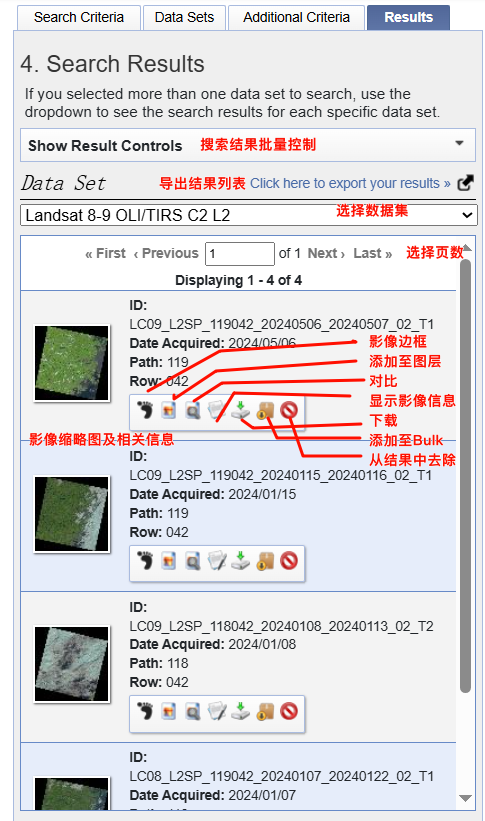 Search Criteria Data Sets Additional Criteria Results
4. Search Results
If you selected more than one data set to search, use the
dropdown to see the search results for each specific data set.
Show Result Controls 搜索结果批量控制
Data Set 导出结果列表 Click here to export your results »
Landsat 8-9 OLI/TIRS C2 L2 选择数据集
« First ‹ Previous 1 of 1 Next › Last » 选择页数
Displaying 1 - 4 of 4
ID:
LC09_L2SP_119042_20240506_20240507_02_T1
Date Acquired: 2024/05/06
影像边框
Path: 119
添加至图层
Row: 042
对比
显示影像信息
下载
影像缩略图及相关信息
添加至Bulk
ID:
从结果中去除
LC09_L2SP_119042_20240115_20240116_02_T1
Date Acquired: 2024/01/15
Path: 119
Row: 042
ID:
LC09_L2SP_118042_20240108_20240113_02_T2
Date Acquired: 2024/01/08
Path: 118
Row: 042
ID:
LC08_L2SP_119042_20240107_20240122_02_T1
Date Acquired: 2024/01/07